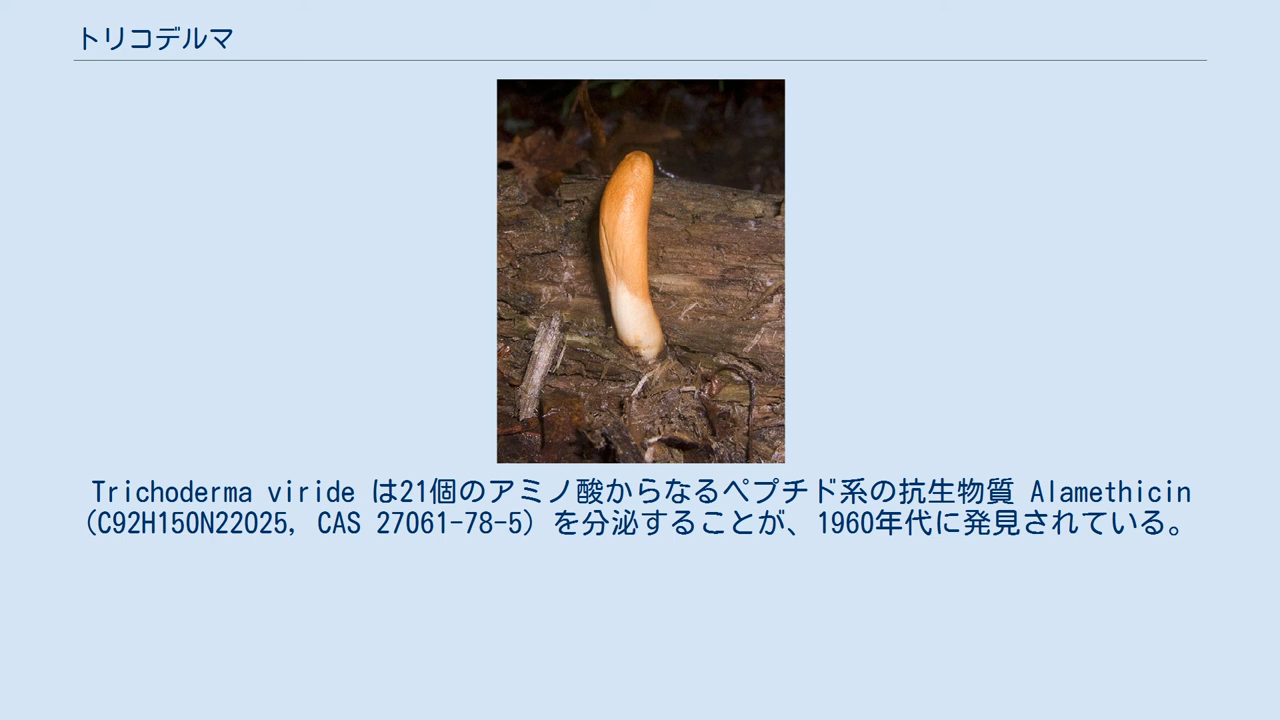 トリコデルマ
Trichoderma viride は21個のアミノ酸からなるペプチド系の抗生物質 Alamethicin
(C92H150N22O25, CAS 27061-78-5) を分泌することが、1960年代に発見されている。